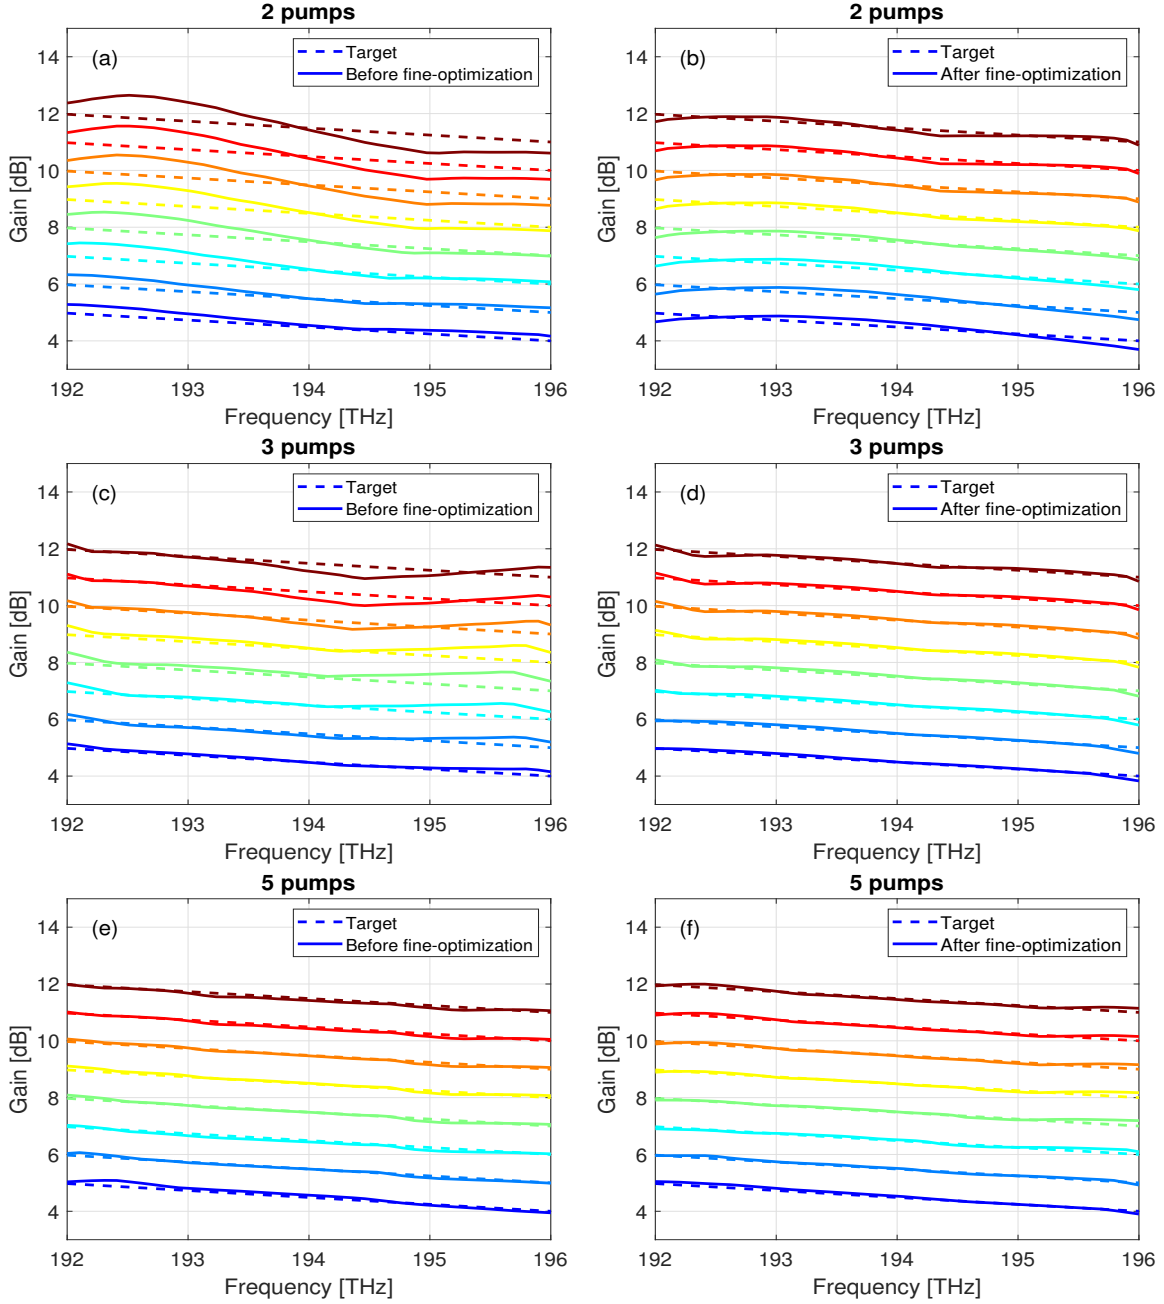 2 pumps
(a)
Target
Before fine-optimization
14
12
10
8
6
4
Gain [dB]
192 193 194 195 196
Frequency [THz]
2 pumps
(b)
Target
After fine-optimization
14
12
10
8
6
4
Gain [dB]
192 193 194 195 196
Frequency [THz]
3 pumps
(c)
Target
Before fine-optimization
14
12
10
8
6
4
Gain [dB]
192 193 194 195 196
Frequency [THz]
3 pumps
(d)
Target
After fine-optimization
14
12
10
8
6
4
Gain [dB]
192 193 194 195 196
Frequency [THz]
5 pumps
(e)
Target
Before fine-optimization
14
12
10
8
6
4
Gain [dB]
192 193 194 195 196
Frequency [THz]
5 pumps
(f)
Target
After fine-optimization
14
12
10
8
6
4
Gain [dB]
192 193 194 195 196
Frequency [THz]